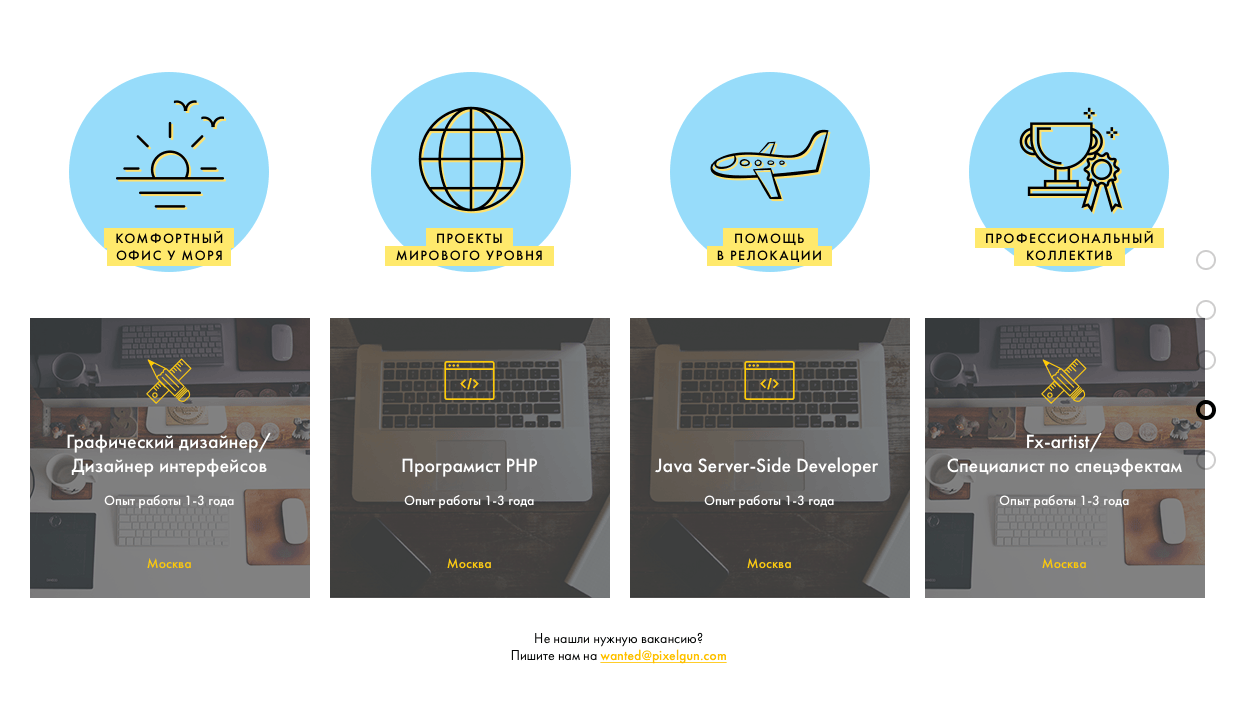 КОМФОРТНЫЙ
ОФИС У МОРЯ
ПРОЕКТЫ
МИРОВОГО УРОВНЯ
ПОМОЩЬ
В РЕЛОКАЦИИ
ПРОФЕССИОНАЛЬНЫЙ
КОЛЛЕКТИВ
Графический дизайнер/
Дизайнер интерфейсов
Опыт работы 1-3 года
Москва
Програмист PHP
Опыт работы 1-3 года
Москва
Java Server-Side Developer
Опыт работы 1-3 года
Москва
Fx-artist/
Специалист по спецэфектам
Опыт работы 1-3 года
Москва
Не нашли нужную вакансию?
Пишите нам на wanted@pixelgun.com